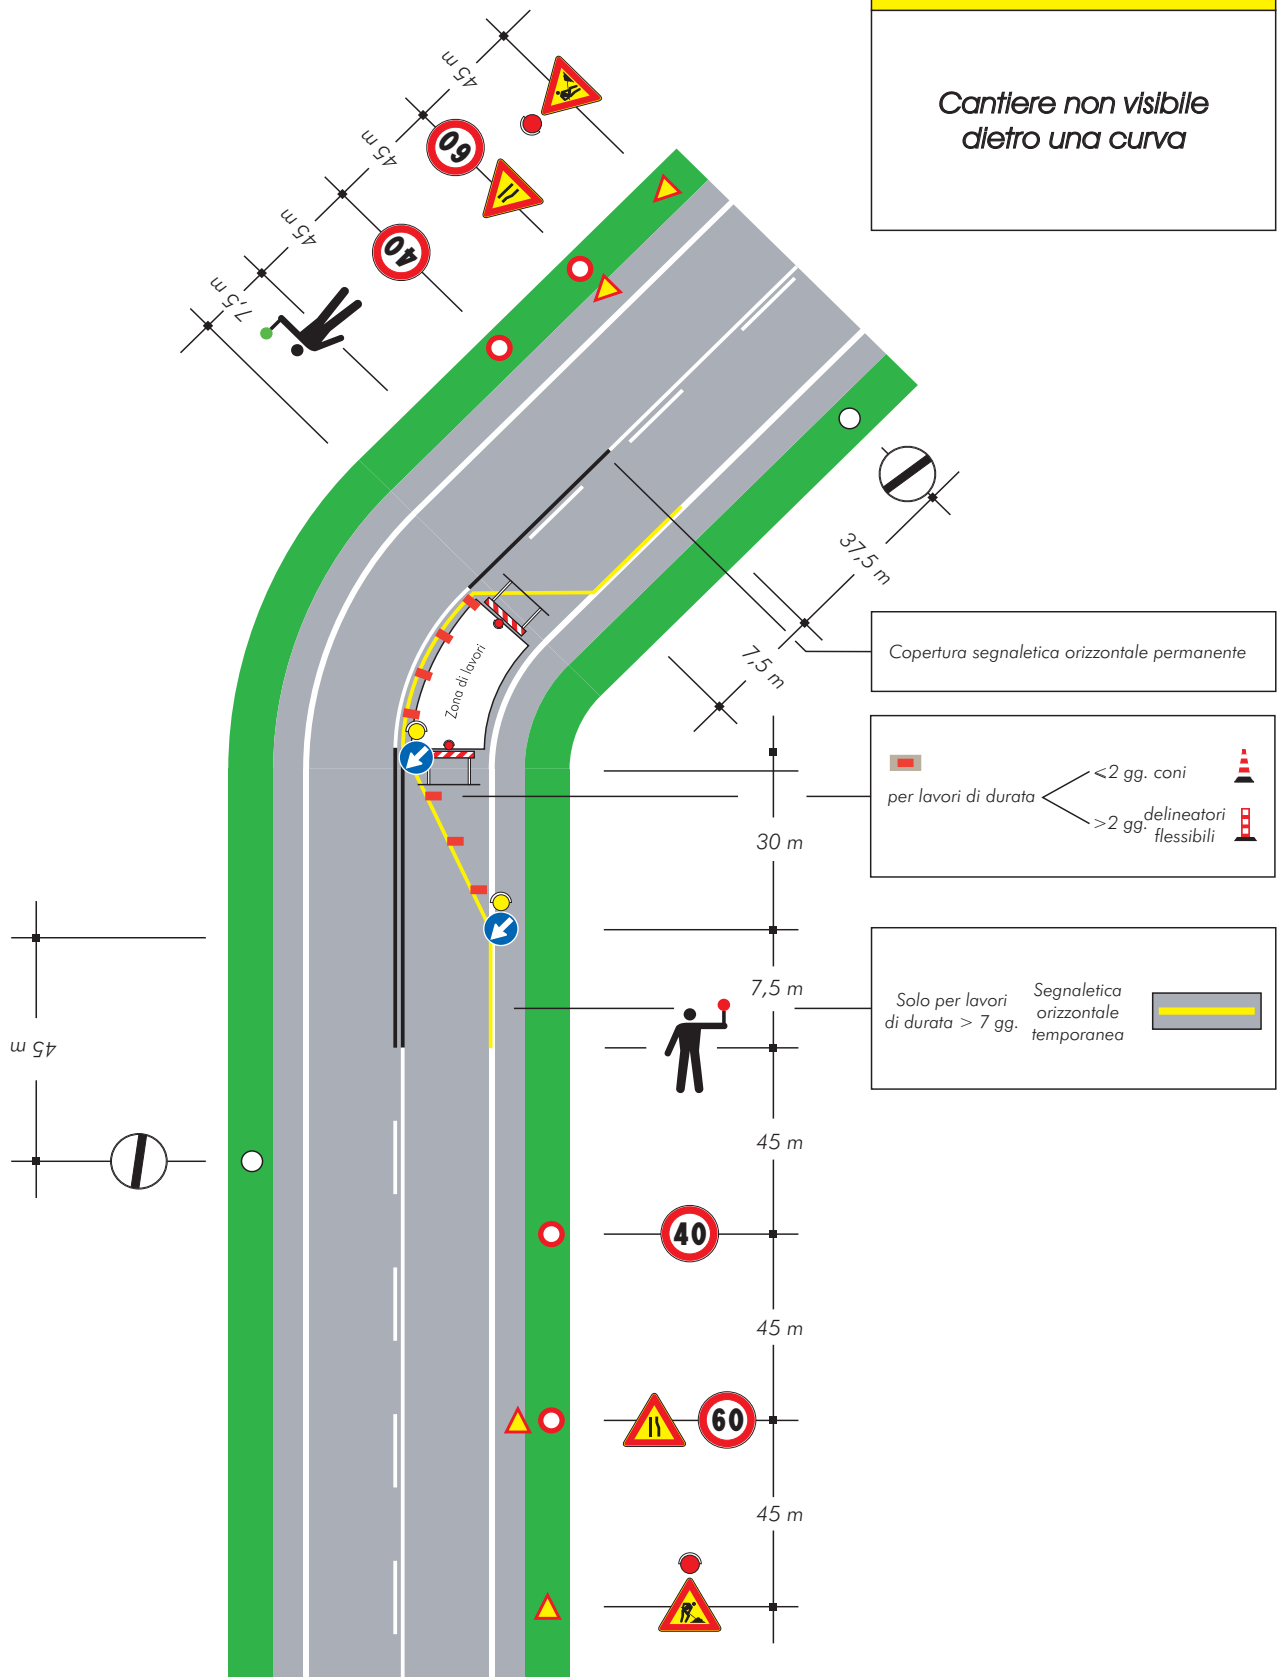 Cantiere non visibile
dietro una curva
45 m
60
45 m
40
45 m
7,5 m
37,5 m
7,5 m
Copertura segnaletica orizzontale permanente
Zona di lavori
per lavori di durata
<2 gg. coni
>2 gg. delineatori
flessibili
30 m
7,5 m
Solo per lavori
di durata > 7 gg.
Segnaletica
orizzontale
temporanea
45 m
45 m
40
45 m
60
45 m